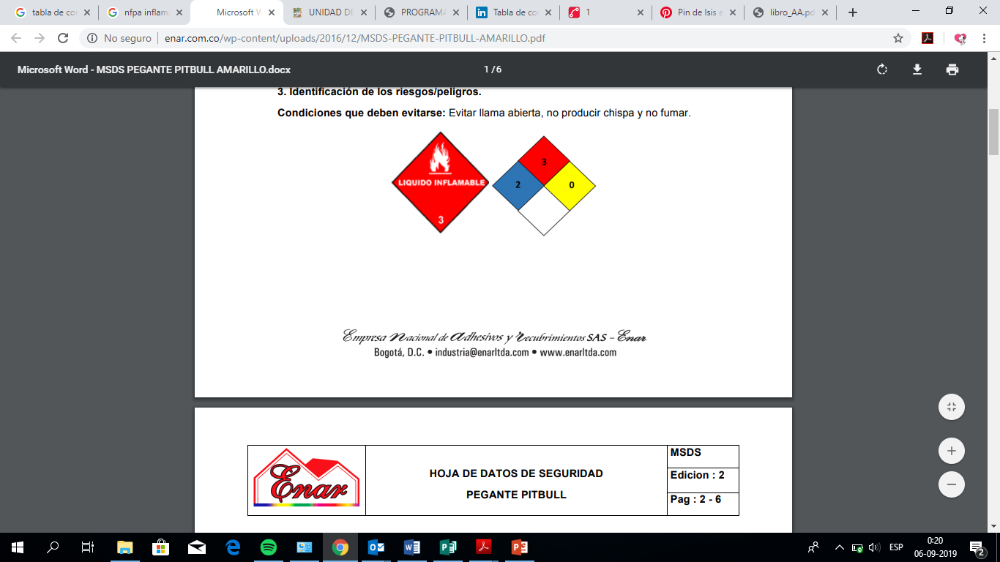 tabla de co
nfpa inflam
Microsoft W
UNIDAD DE
PROGRAMA
Tabla de co
1
Pin de Isis e
libro_AA.pd
No seguro
enar.com.co/wp-content/uploads/2016/12/MSDS-PEGANTE-PITBULL-AMARILLO.pdf
Microsoft Word - MSDS PEGANTE PITBULL AMARILLO.docx
1 / 6
3. Identificación de los riesgos/peligros.
Condiciones que deben evitarse: Evitar llama abierta, no producir chispa y no fumar.
LIQUIDO INFLAMABLE
3
3
2
0
Empresa Nacional de Adhesivos y Recubrimientos SAS – Enar
Bogotá, D.C. • industria@enarltda.com • www.enarltda.com
Enar
HOJA DE DATOS DE SEGURIDAD
PEGANTE PITBULL
MSDS
Edicion : 2
Pag : 2 - 6
ESP
0:20
06-09-2019
2